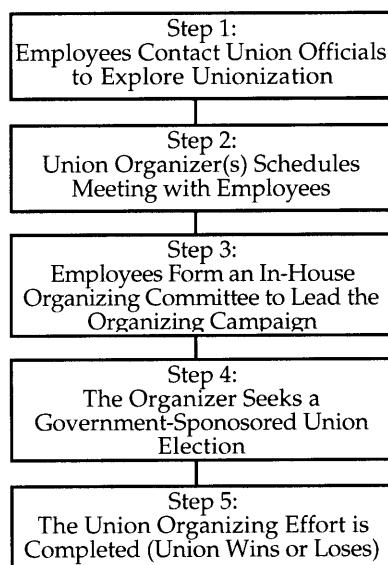 Step 1:
Employees Contact Union Officials
to Explore Unionization
Step 2:
Union Organizer(s) Schedules
Meeting with Employees
Step 3:
Employees Form an In-House
Organizing Committee to Lead the
Organizing Campaign
Step 4:
The Organizer Seeks a
Government-Sponosored Union
Election
Step 5:
The Union Organizing Effort is
Completed (Union Wins or Loses)